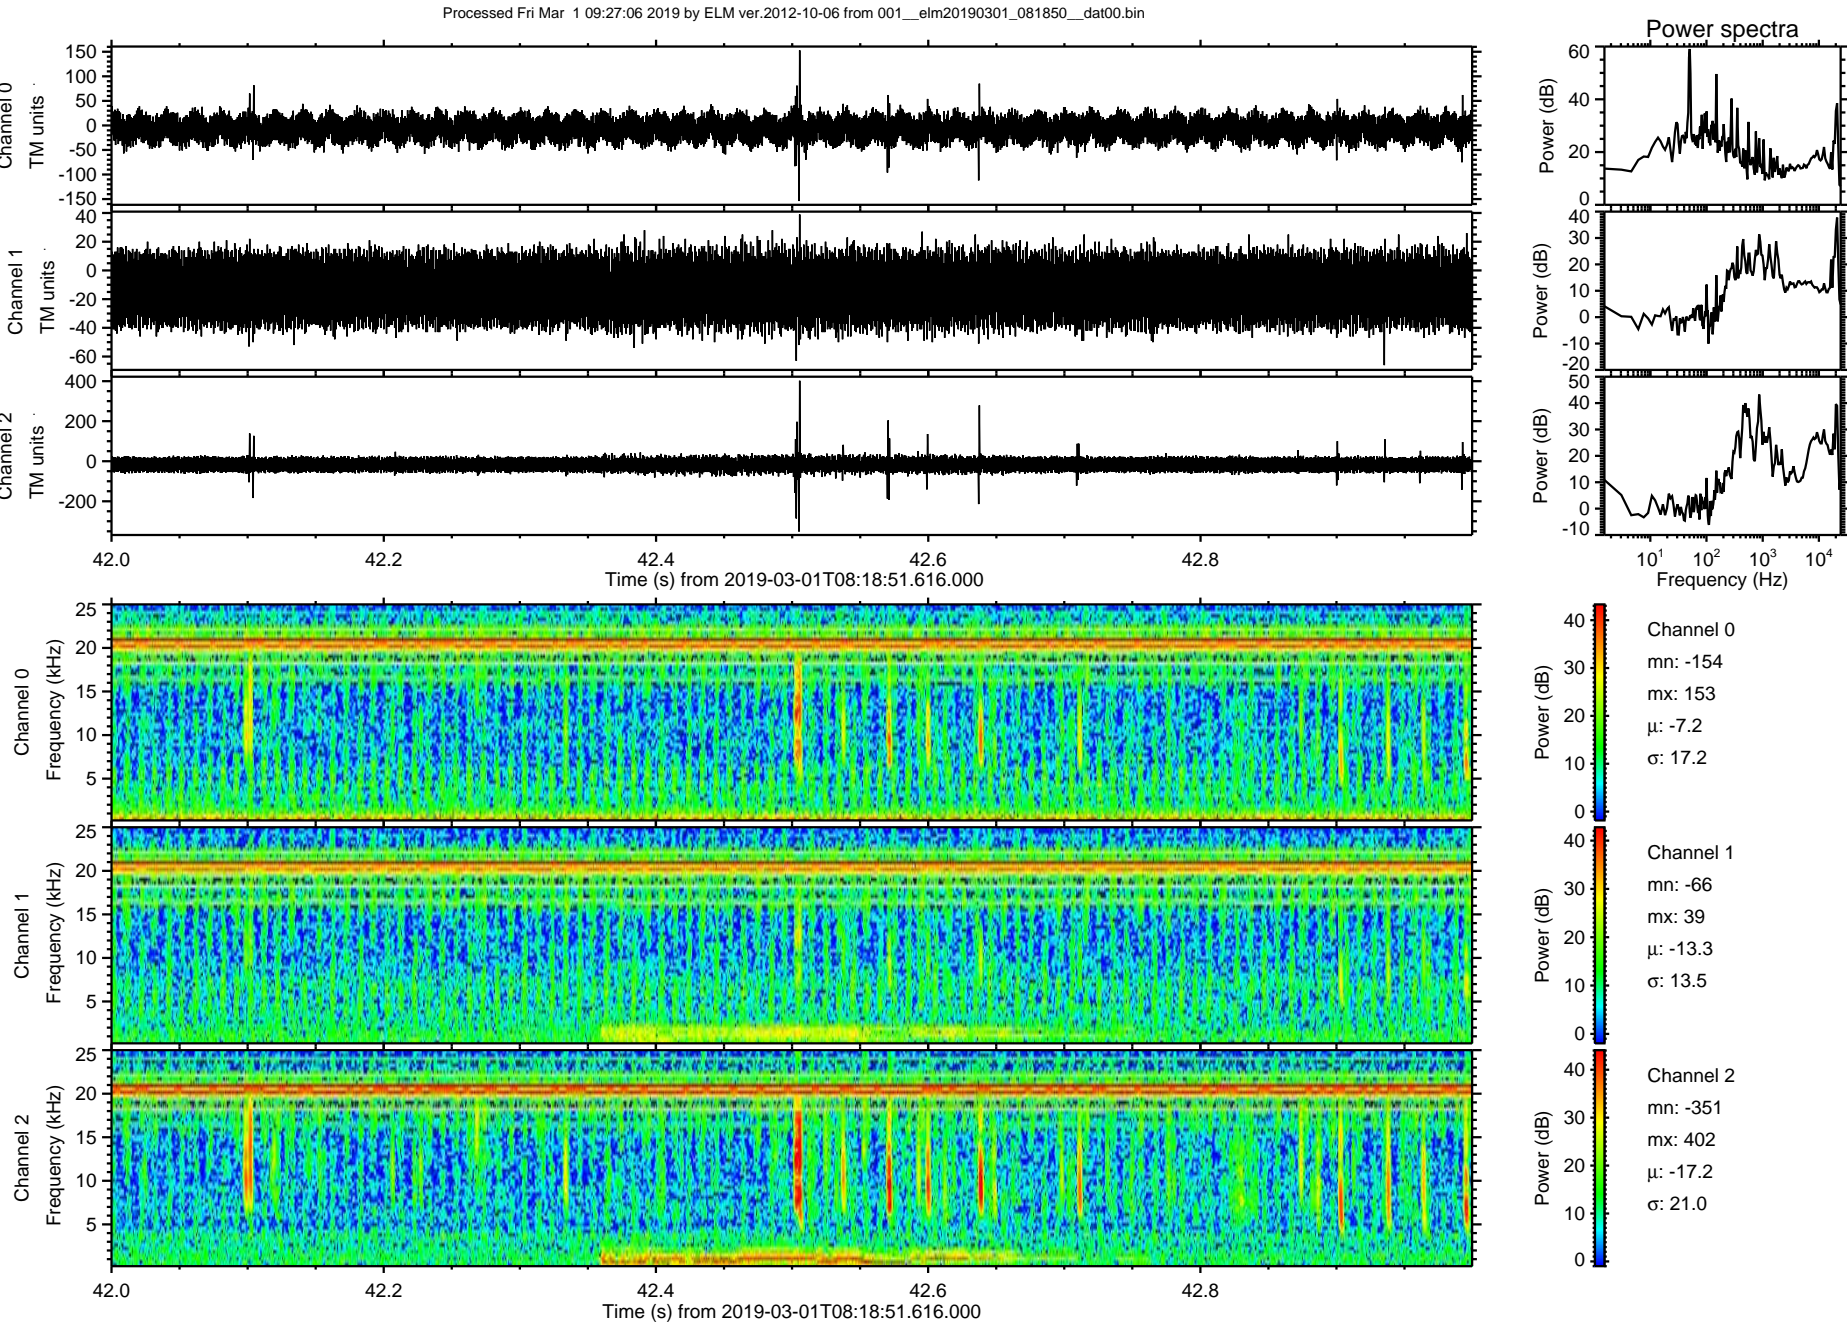 Processed Fri Mar 1 09:27:06 2019 by ELM ver.2012-10-06 from 001__elm20190301_081850__dat00.bin
Power spectra
Channel 0
TM units
150
100
50
0
-50
-100
-150
Power (dB)
60
40
20
0
Channel 1
TM units
40
20
0
-20
-40
-60
Power (dB)
40
30
20
10
0
-10
-20
Channel 2
TM units
400
200
0
-200
Power (dB)
50
40
30
20
10
0
-10
42.0 42.2 42.4 42.6 42.8
Time (s) from 2019-03-01T08:18:51.616.000
10¹ 10² 10³ 10⁴
Frequency (Hz)
Channel 0
Frequency (kHz)
25
20
15
10
5
Power (dB)
40
30
20
10
0
Channel 0
mn: -154
mx: 153
μ: -7.2
σ: 17.2
Channel 1
Frequency (kHz)
25
20
15
10
5
Power (dB)
40
30
20
10
0
Channel 1
mn: -66
mx: 39
μ: -13.3
σ: 13.5
Channel 2
Frequency (kHz)
25
20
15
10
5
Power (dB)
40
30
20
10
0
Channel 2
mn: -351
mx: 402
μ: -17.2
σ: 21.0
42.0 42.2 42.4 42.6 42.8
Time (s) from 2019-03-01T08:18:51.616.000